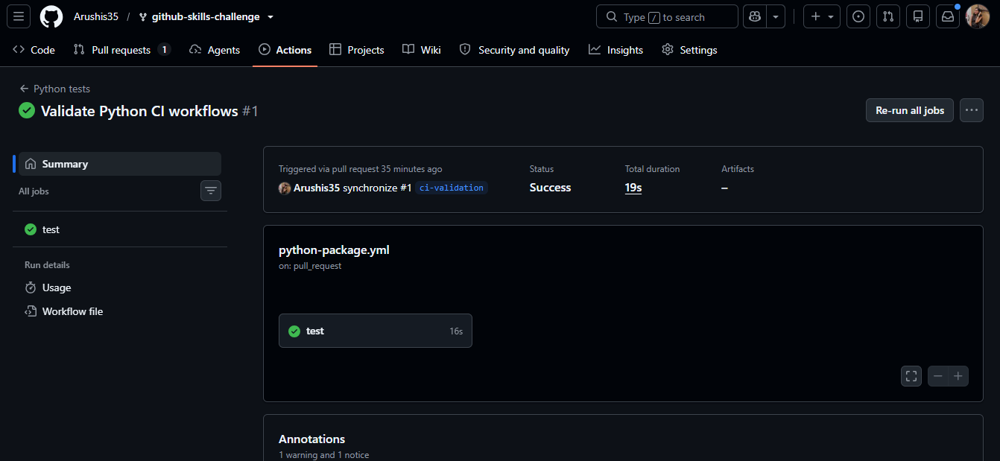 Arushis35 / github-skills-challenge
Type / to search
Code
Pull requests 1
Agents
Actions
Projects
Wiki
Security and quality
Insights
Settings
Python tests
Validate Python CI workflows #1
Re-run all jobs
Summary
All jobs
test
Run details
Usage
Workflow file
Triggered via pull request 35 minutes ago
Arushis35 synchronize #1 ci-validation
Status
Success
Total duration
19s
Artifacts
–
python-package.yml
on: pull_request
test 16s
Annotations
1 warning and 1 notice